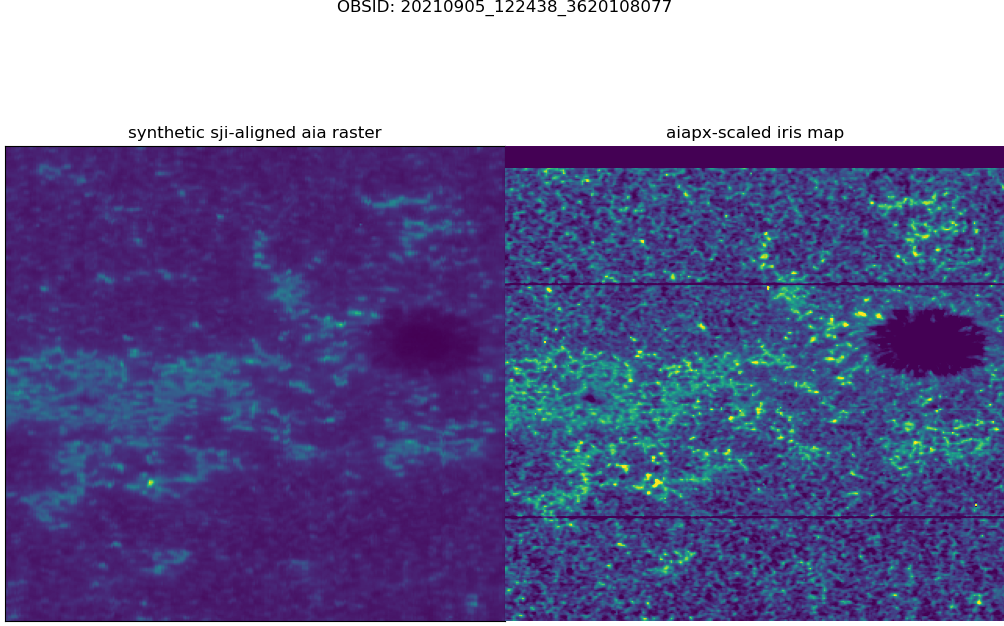 OBSID: 20210905_122438_3620108077
synthetic sji-aligned aia raster
aiapx-scaled iris map